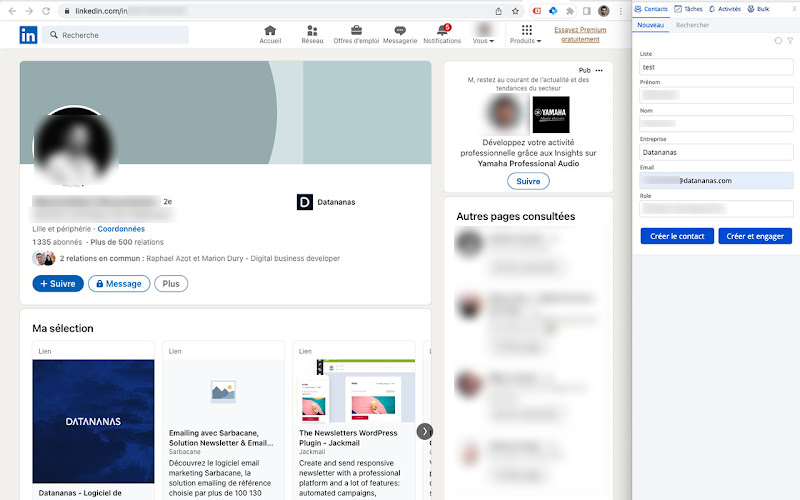 linkedin.com/in
in
Recherche
Accueil
Réseau
Offres d'emploi
Messagerie
6
Notifications
Vous
Produits
Essayez Premium
gratuitement
2e
Datananas
Lille et périphérie · Coordonnées
1 335 abonnés · Plus de 500 relations
2 relations en commun : Raphael Azot et Marion Dury - Digital business developer
+ Suivre
Message
Plus
Ma sélection
Lien
DATANANAS
Datananas - Logiciel de
Lien
Emailing avec Sarbacane,
Solution Newsletter & Email...
Sarbacane
Découvrez le logiciel email
marketing Sarbacane, la
solution emailing de référence
choisie par plus de 100 130
Lien
The Newsletters WordPress
Plugin - Jackmail
Jackmail
Create and send responsive
newsletter with a professional
platform and a lot of features:
automated campaigns,
Pub
M, restez au courant de l'actualité et des
tendances du secteur
YAMAHA
Développez votre activité
professionnelle grâce aux Insights sur
Yamaha Professional Audio
Suivre
Autres pages consultées
Contacts
Tâches
Activités
Bulk
X
Nouveau
Rechercher
Liste
test
Prénom
Nom
Entreprise
Datananas
Email
@datananas.com
Role
Créer le contact
Créer et engager